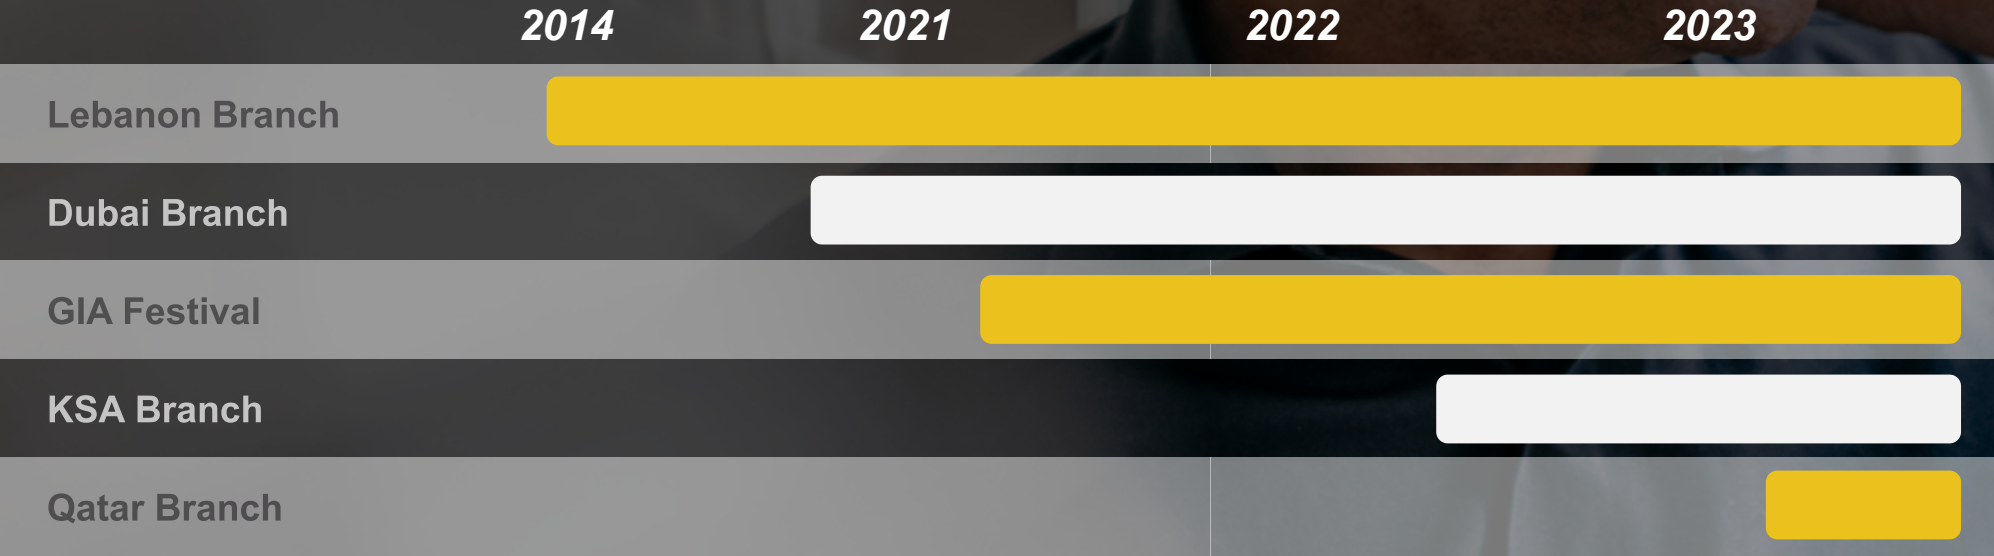 2014 2021 2022 2023
Lebanon Branch
Dubai Branch
GIA Festival
KSA Branch
Qatar Branch